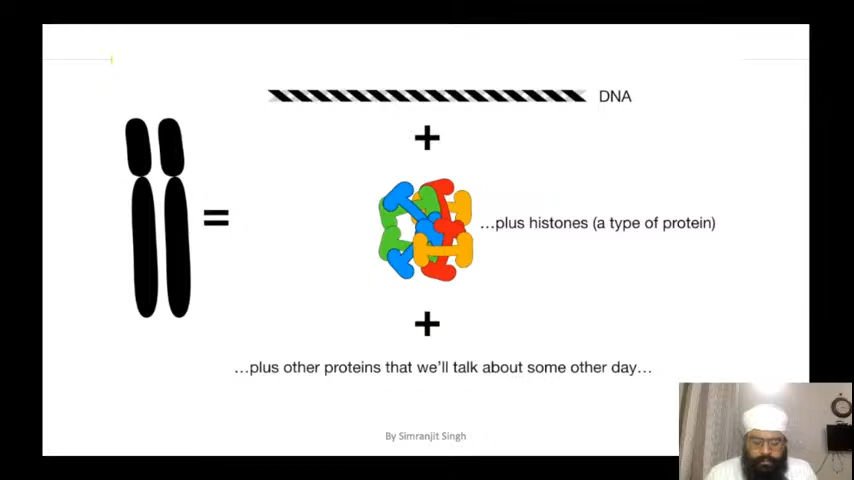 DNA
+
=
…plus histones (a type of protein)
+
…plus other proteins that we'll talk about some other day…
By Simranjit Singh